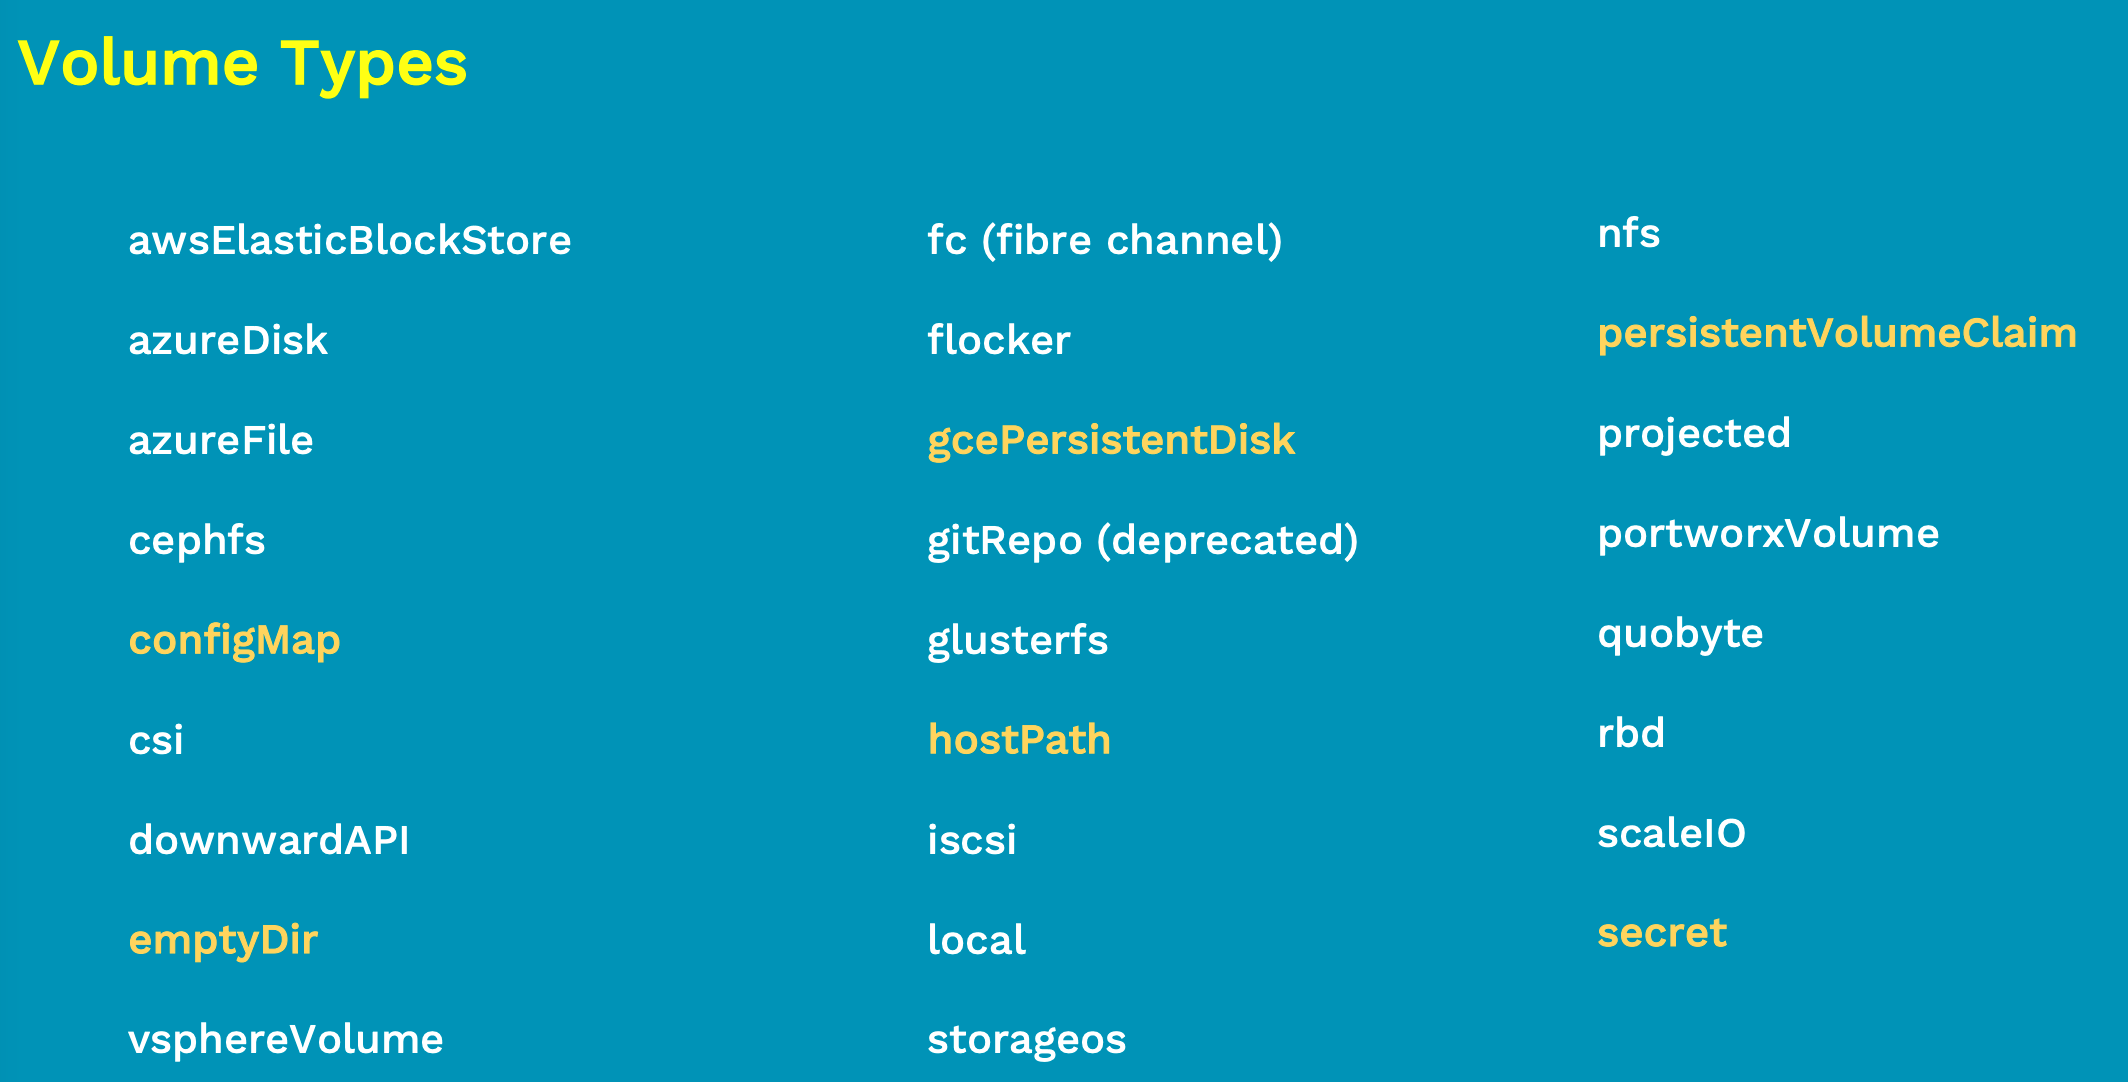 Volume Types
awsElasticBlockStore
azureDisk
azureFile
cephfs
configMap
csi
downwardAPI
emptyDir
vsphereVolume
fc (fibre channel)
flocker
gcePersistentDisk
gitRepo (deprecated)
glusterfs
hostPath
iscsi
local
storageos
nfs
persistentVolumeClaim
projected
portworxVolume
quobyte
rbd
scaleIO
secret